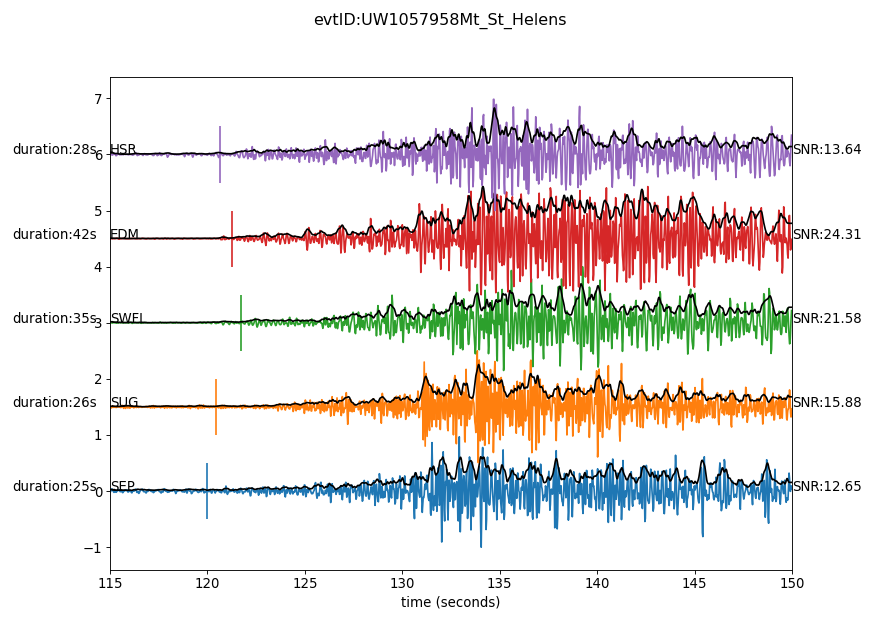 evtID:UW1057958Mt_St_Helens
7
duration:28s HSR SNR:13.64
6
5
duration:42s EDM SNR:24.31
4
duration:35s SWFL SNR:21.58
3
2
duration:26s SUG SNR:15.88
1
duration:25s SEP SNR:12.65
0
−1
115 120 125 130 135 140 145 150
time (seconds)